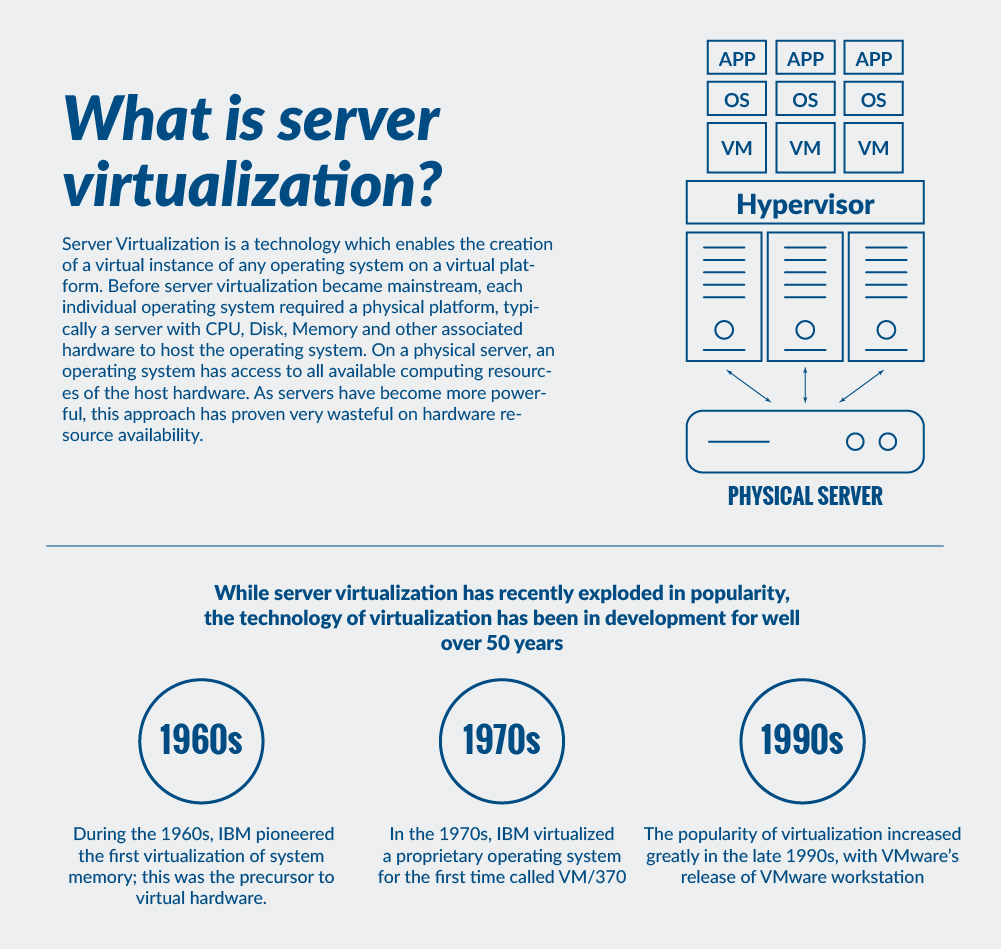 What is server
virtualization?
Server Virtualization is a technology which enables the creation
of a virtual instance of any operating system on a virtual plat-
form. Before server virtualization became mainstream, each
individual operating system required a physical platform, typi-
cally a server with CPU, Disk, Memory and other associated
hardware to host the operating system. On a physical server, an
operating system has access to all available computing resourc-
es of the host hardware. As servers have become more power-
ful, this approach has proven very wasteful on hardware re-
source availability.
APP APP APP
OS OS OS
VM VM VM
Hypervisor
PHYSICAL SERVER
While server virtualization has recently exploded in popularity,
the technology of virtualization has been in development for well
over 50 years
1960s
During the 1960s, IBM pioneered
the first virtualization of system
memory; this was the precursor to
virtual hardware.
1970s
In the 1970s, IBM virtualized
a proprietary operating system
for the first time called VM/370
1990s
The popularity of virtualization increased
greatly in the late 1990s, with VMware's
release of VMware workstation